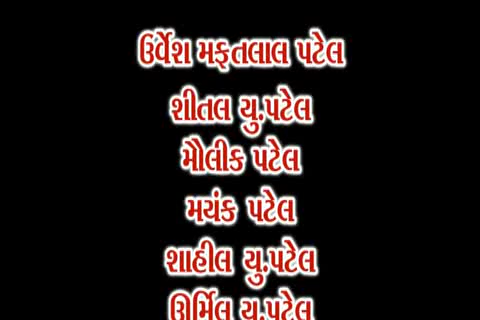 ઉર્વેશ મફતલાલ પટેલ
શીતલ યુ.પટેલ
મૌલીક પટેલ
મયંક પટેલ
શાહીલ યુ.પટેલ
ઊર્મિલ યુ.પટેલ